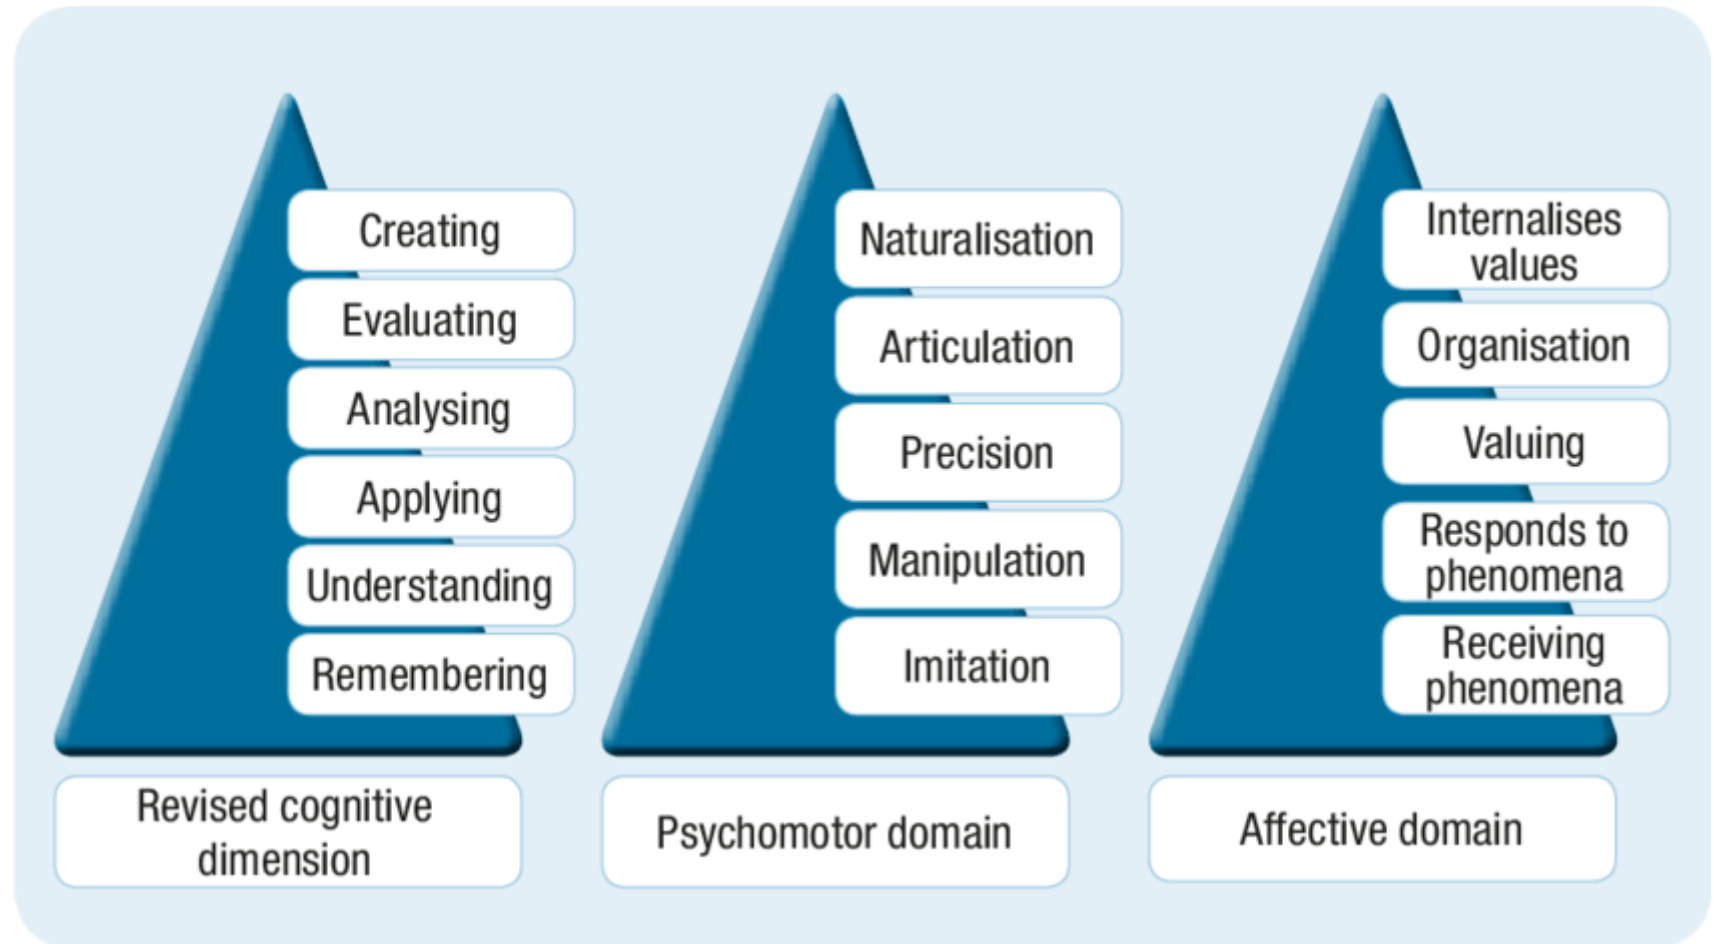 Creating
Evaluating
Analysing
Applying
Understanding
Remembering
Revised cognitive
dimension
Naturalisation
Articulation
Precision
Manipulation
Imitation
Psychomotor domain
Internalises
values
Organisation
Valuing
Responds to
phenomena
Receiving
phenomena
Affective domain